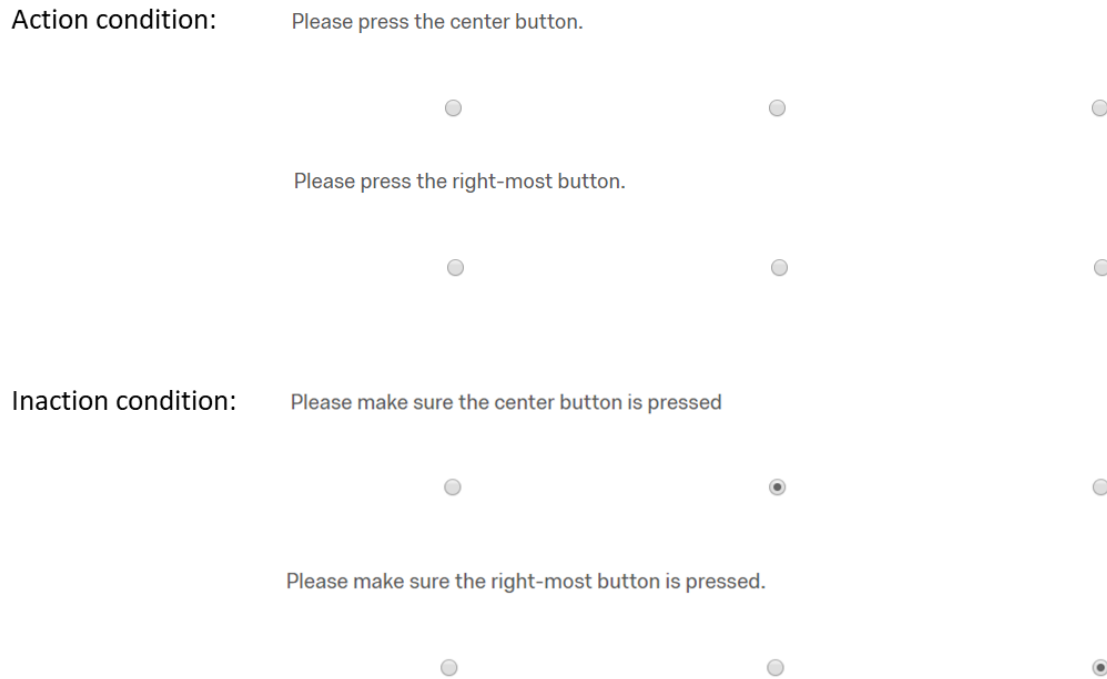 Action condition: Please press the center button.
Please press the right-most button.
Inaction condition: Please make sure the center button is pressed
Please make sure the right-most button is pressed.